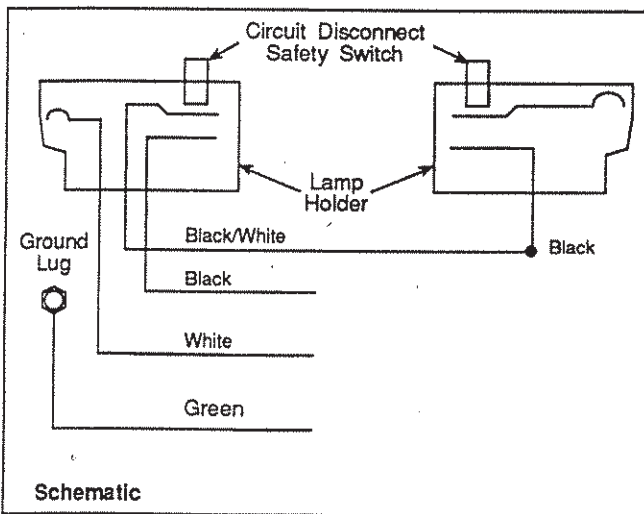 Circuit Disconnect
Safety Switch
Lamp
Holder
Ground
Lug
Black/White
Black
Black
White
Green
Schematic